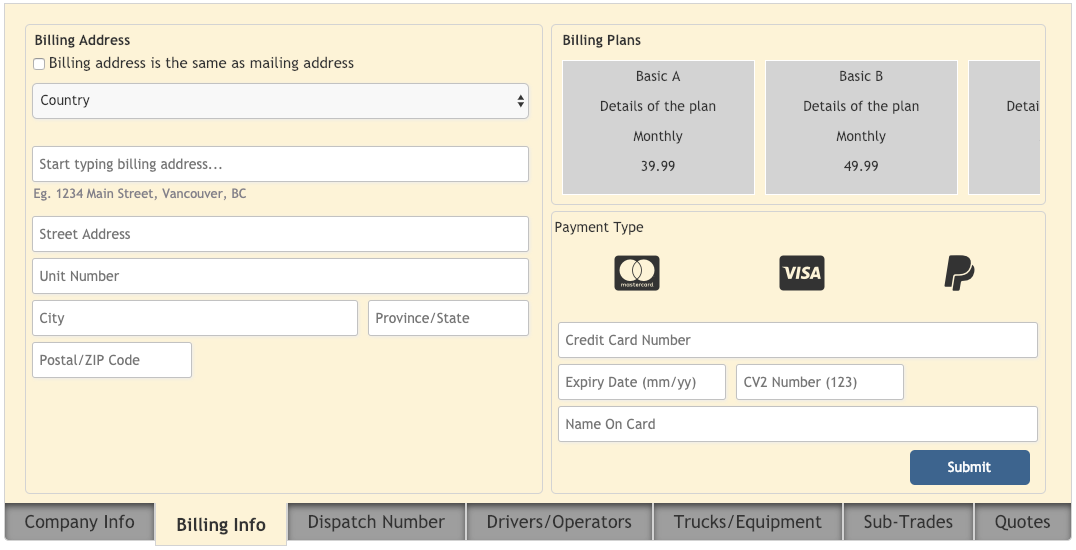 Billing Address
Billing address is the same as mailing address
Country
Start typing billing address...
Eg. 1234 Main Street, Vancouver, BC
Street Address
Unit Number
City
Province/State
Postal/ZIP Code
Billing Plans
Basic A
Details of the plan
Monthly
39.99
Basic B
Details of the plan
Monthly
49.99
Detai
Payment Type
mastercard
VISA
Credit Card Number
Expiry Date (mm/yy)
CV2 Number (123)
Name On Card
Submit
Company Info
Billing Info
Dispatch Number
Drivers/Operators
Trucks/Equipment
Sub-Trades
Quotes